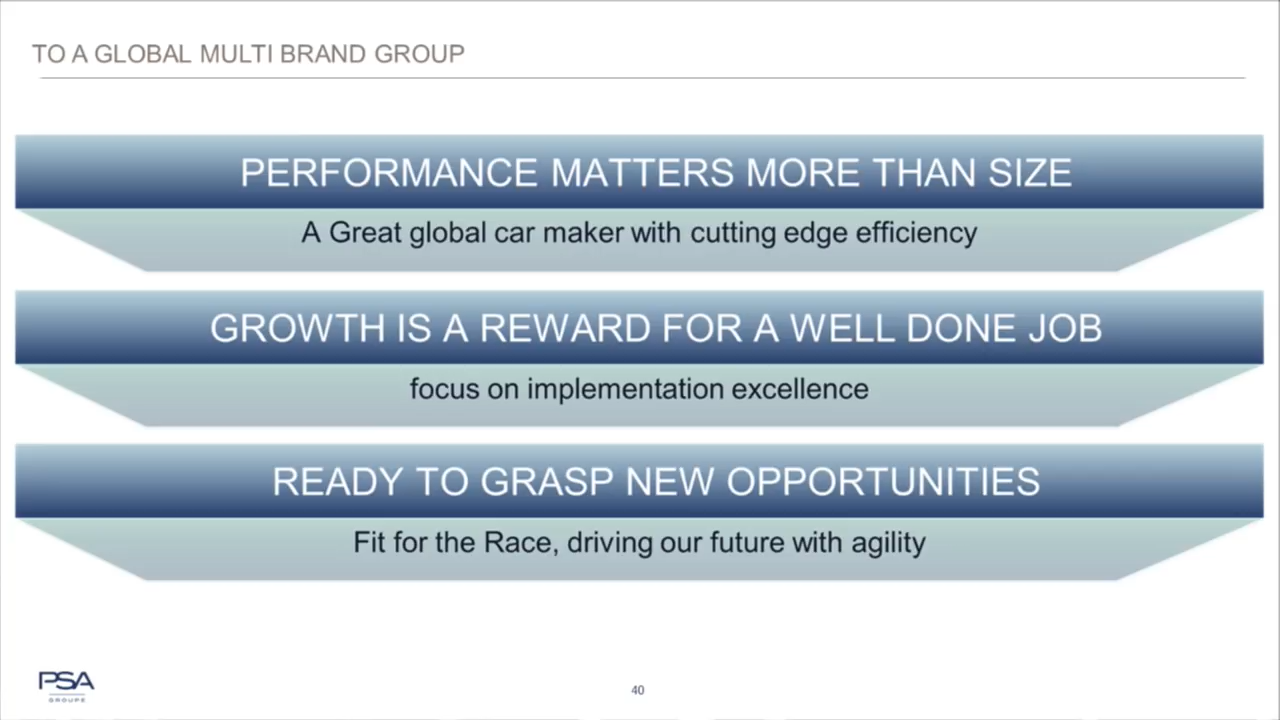 TO A GLOBAL MULTI BRAND GROUP
PERFORMANCE MATTERS MORE THAN SIZE
A Great global car maker with cutting edge efficiency
GROWTH IS A REWARD FOR A WELL DONE JOB
focus on implementation excellence
READY TO GRASP NEW OPPORTUNITIES
Fit for the Race, driving our future with agility
PSA
GROUPE
40